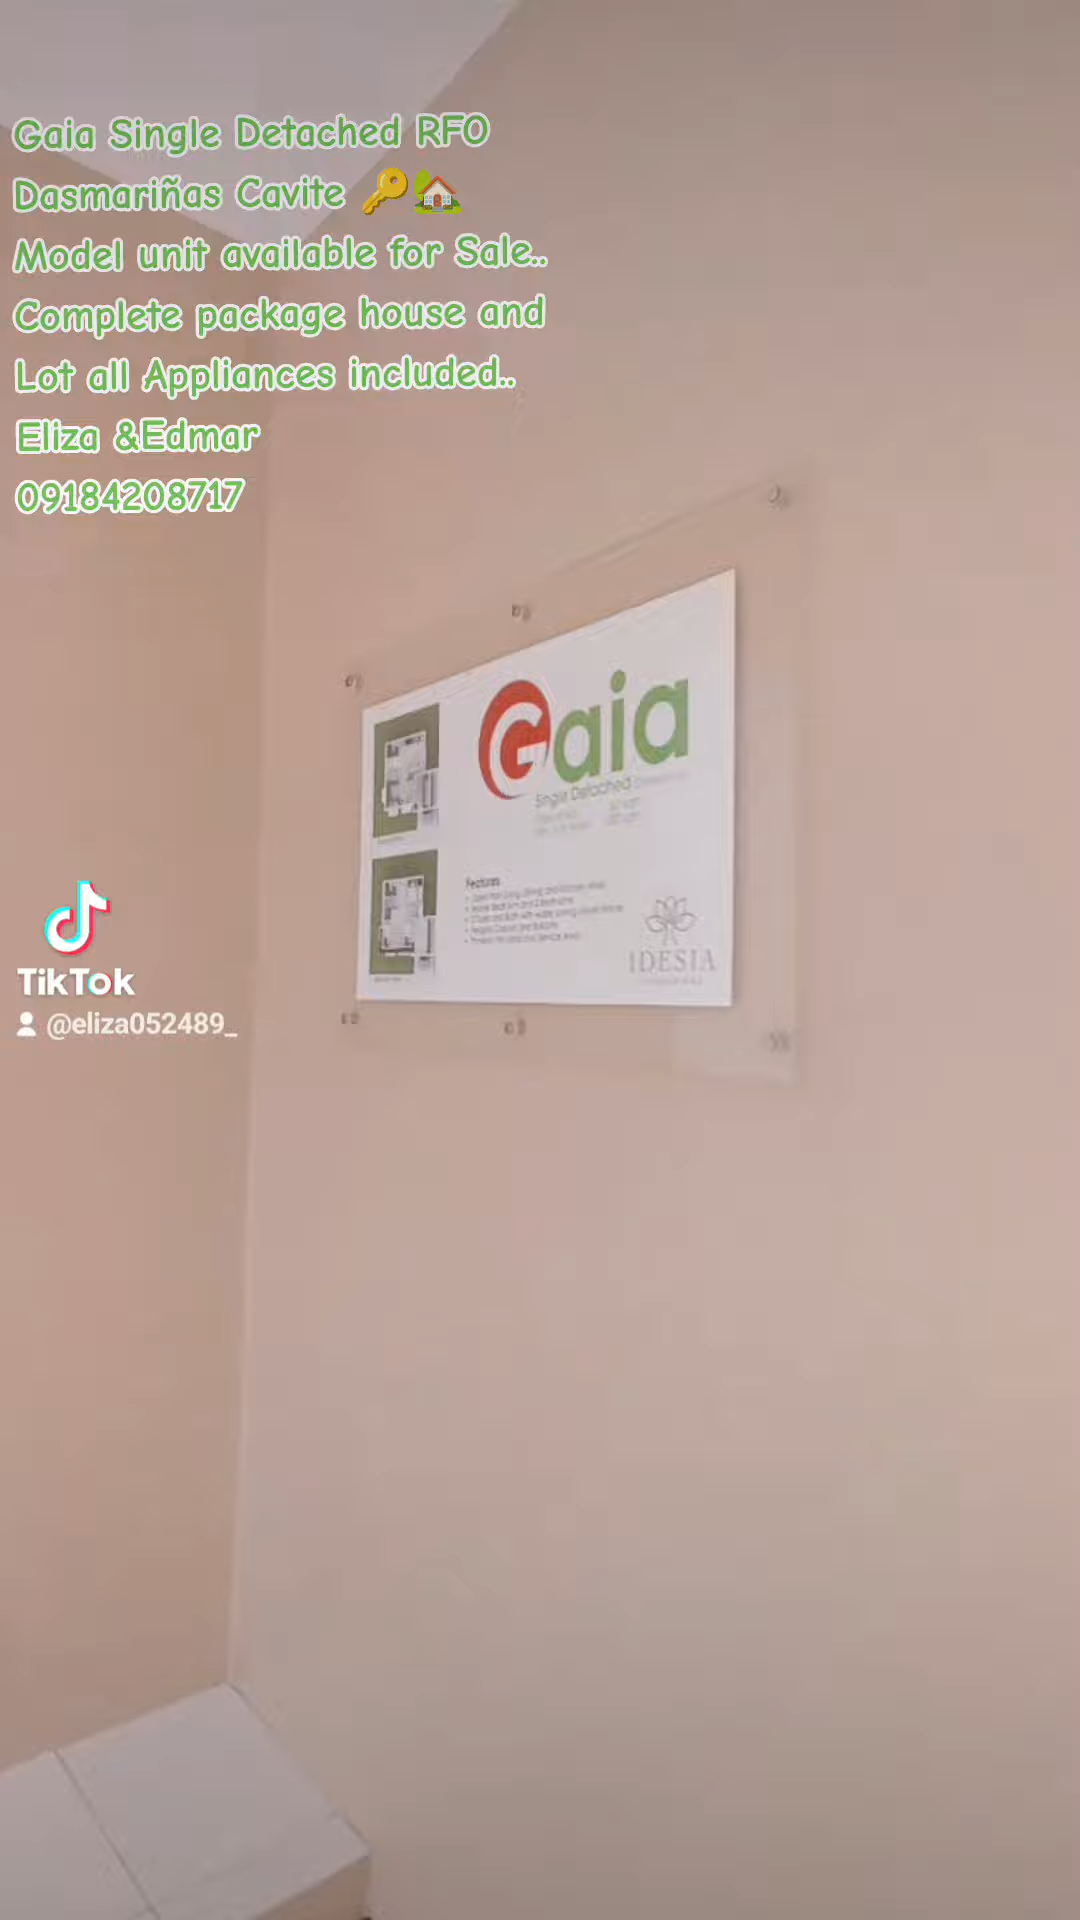 Gaia Single Detached RFO
Dasmariñas Cavite 🔑🏡
Model unit available for Sale..
Complete package house and
Lot all Appliances included..
Eliza &Edmar
09184208717
Gaia
Single Detached
Features
IDESIA
TikTok
@eliza052489_